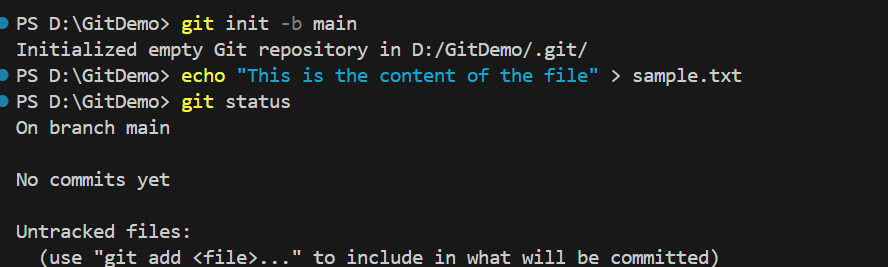 PS D:\GitDemo> git init -b main
Initialized empty Git repository in D:/GitDemo/.git/
PS D:\GitDemo> echo "This is the content of the file" > sample.txt
PS D:\GitDemo> git status
On branch main
No commits yet
Untracked files:
(use "git add <file>..." to include in what will be committed)